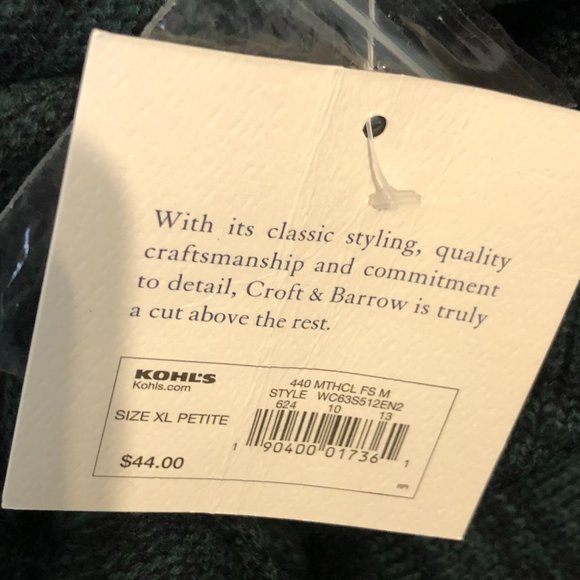 With its classic styling, quality
craftsmanship and commitment
to detail, Croft & Barrow is truly
a cut above the rest.
KOHL'S
Kohls.com
440 MTHCL FS M
STYLE WC63S512EN2
624 10 13
SIZE XL PETITE
1 90400 01736 1
$44.00
RPI